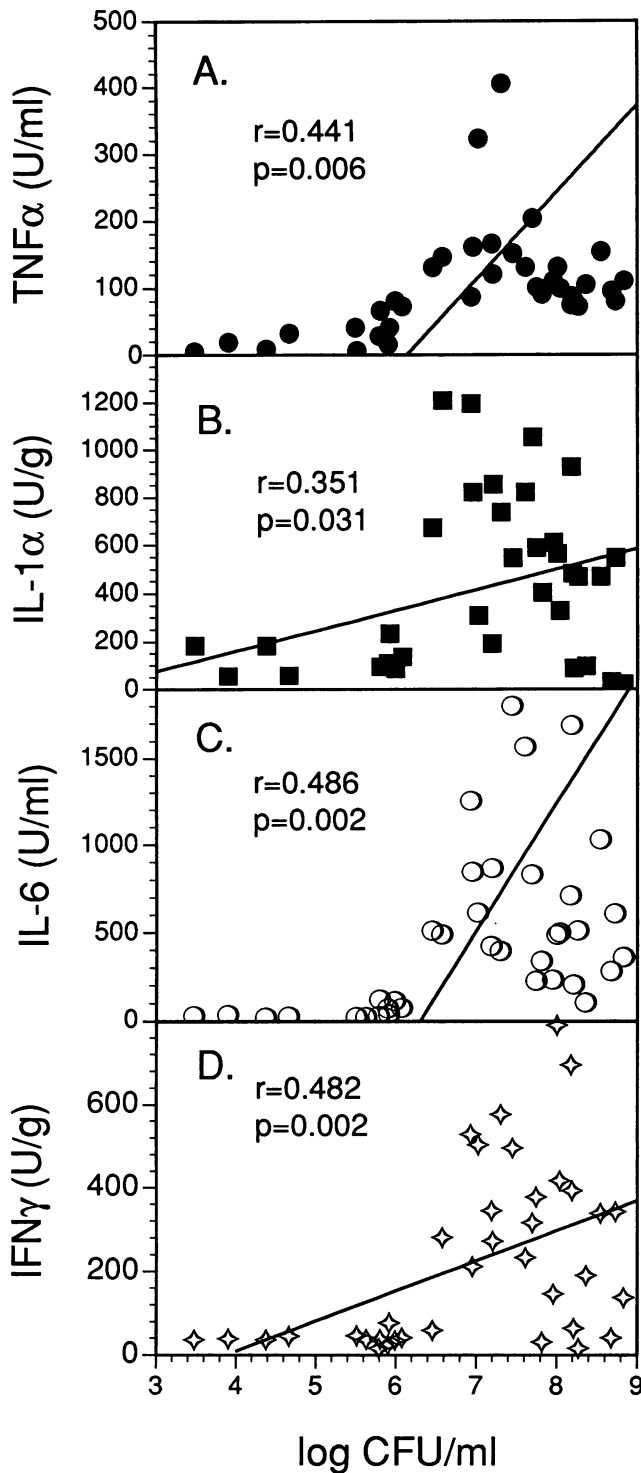 TNFα (U/ml)
500
400
300
200
100
0
A.
r=0.441
p=0.006
IL-1α (U/g)
1200
1000
800
600
400
200
0
B.
r=0.351
p=0.031
IL-6 (U/ml)
1500
1000
500
0
C.
r=0.486
p=0.002
IFNγ (U/g)
600
400
200
0
D.
r=0.482
p=0.002
3 4 5 6 7 8 9
log CFU/ml